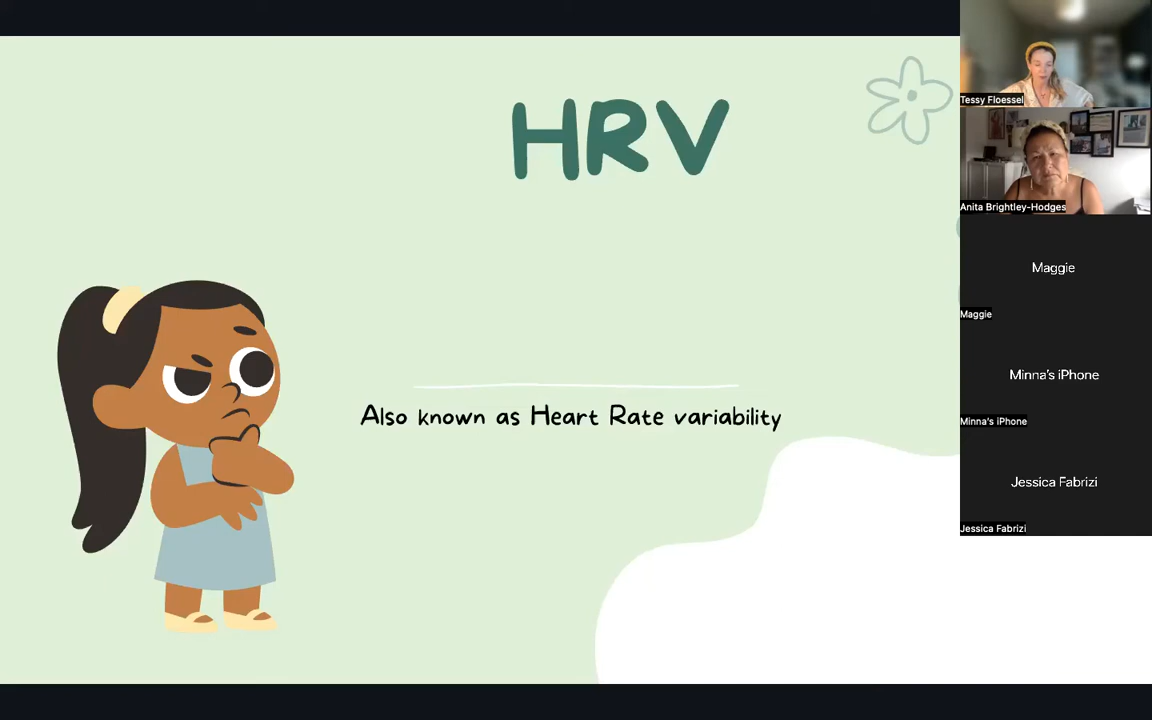 HRV
Also known as Heart Rate variability
Tessy Floessel
Anita Brightley-Hodges
Maggie
Maggie
Minna's iPhone
Minna's iPhone
Jessica Fabrizi
Jessica Fabrizi